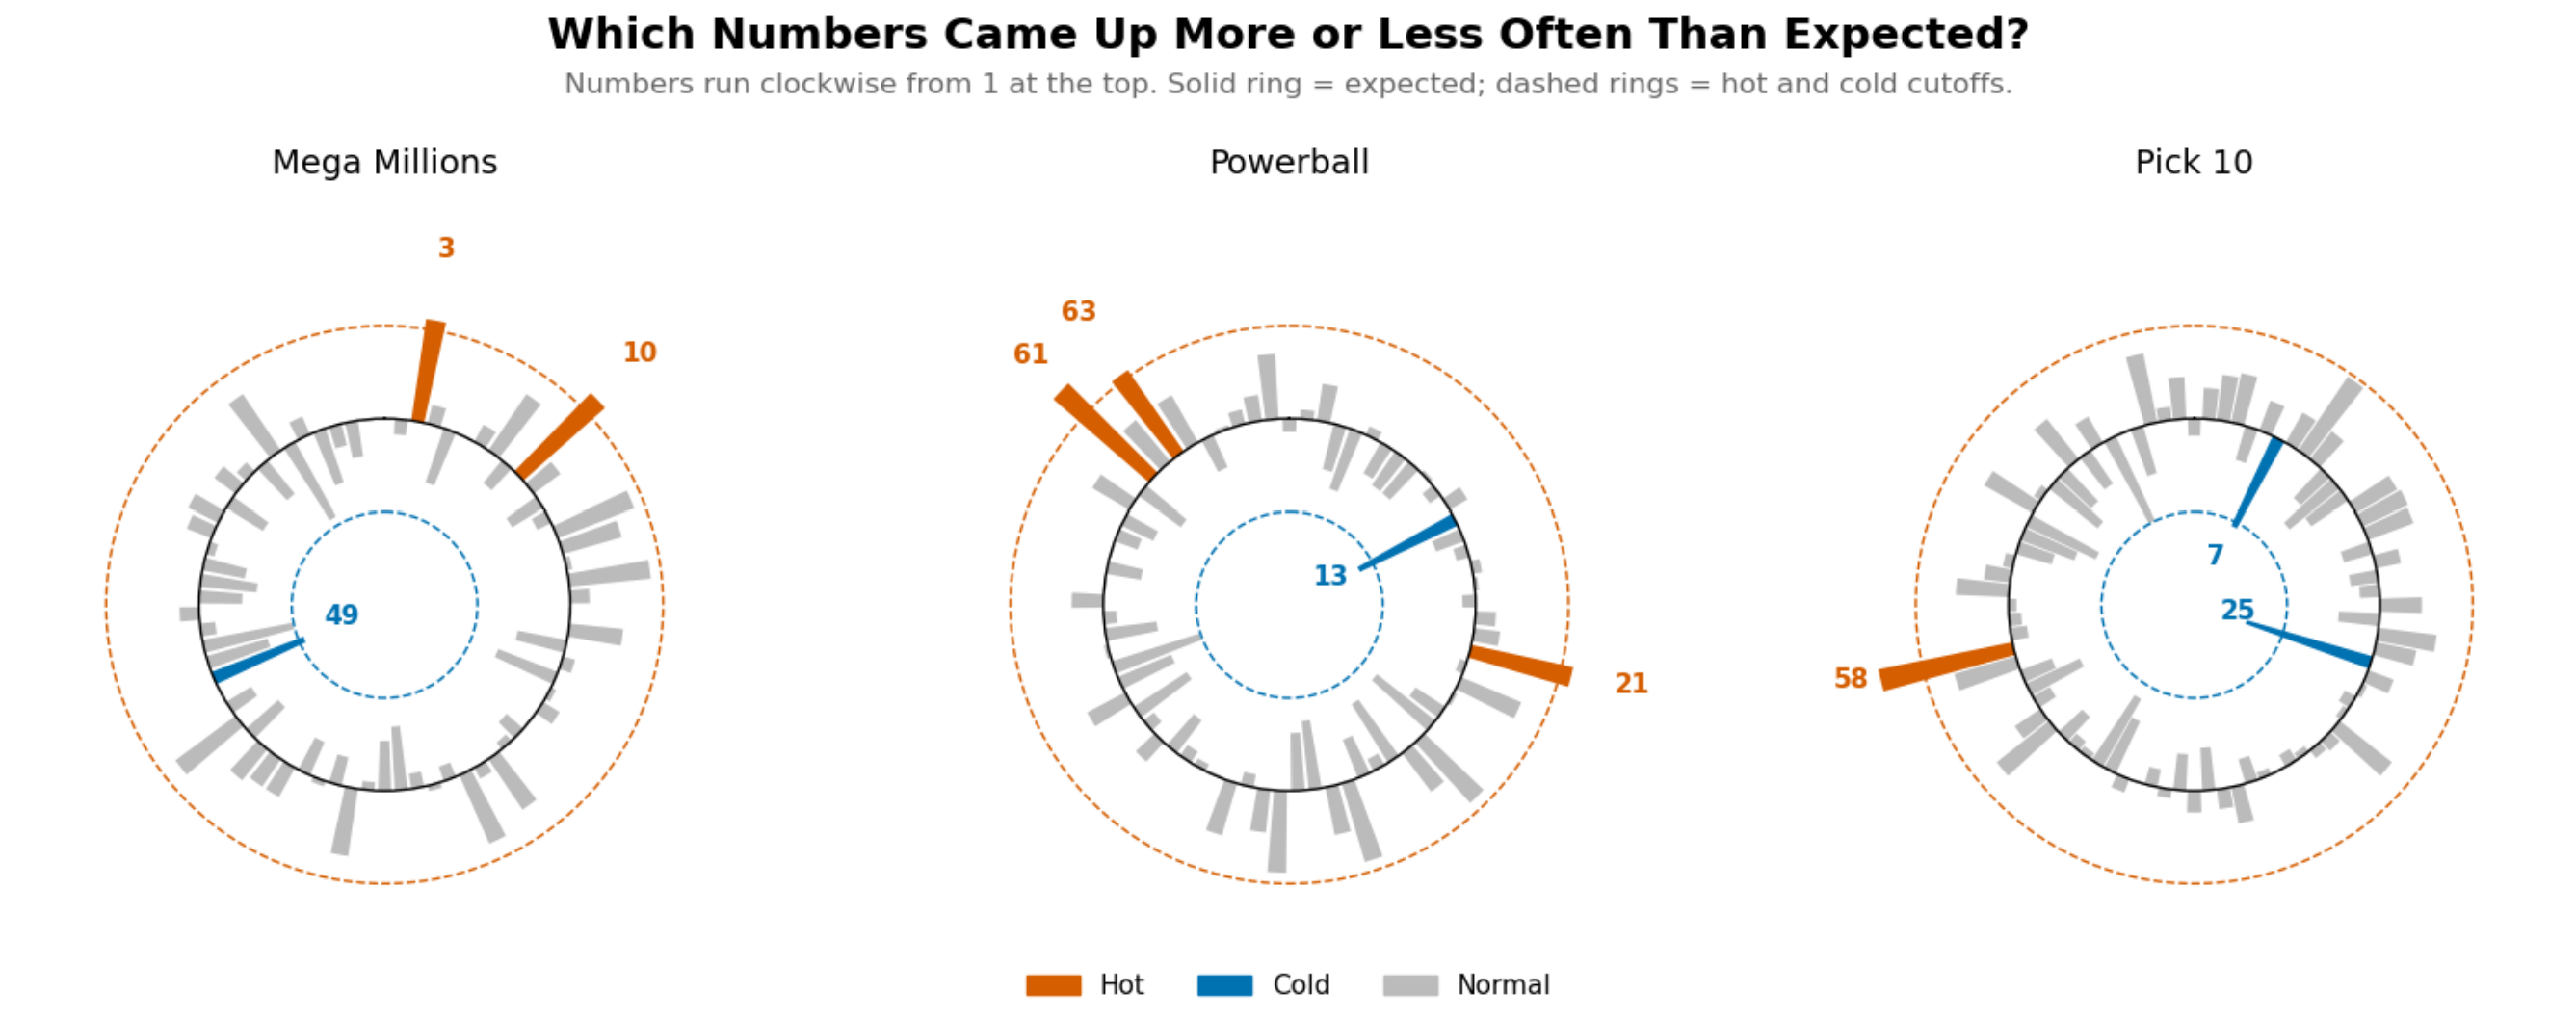 Which Numbers Came Up More or Less Often Than Expected?
Numbers run clockwise from 1 at the top. Solid ring = expected; dashed rings = hot and cold cutoffs.
Mega Millions
3
10
49
Powerball
63
61
13
21
Pick 10
7
25
58
Hot
Cold
Normal